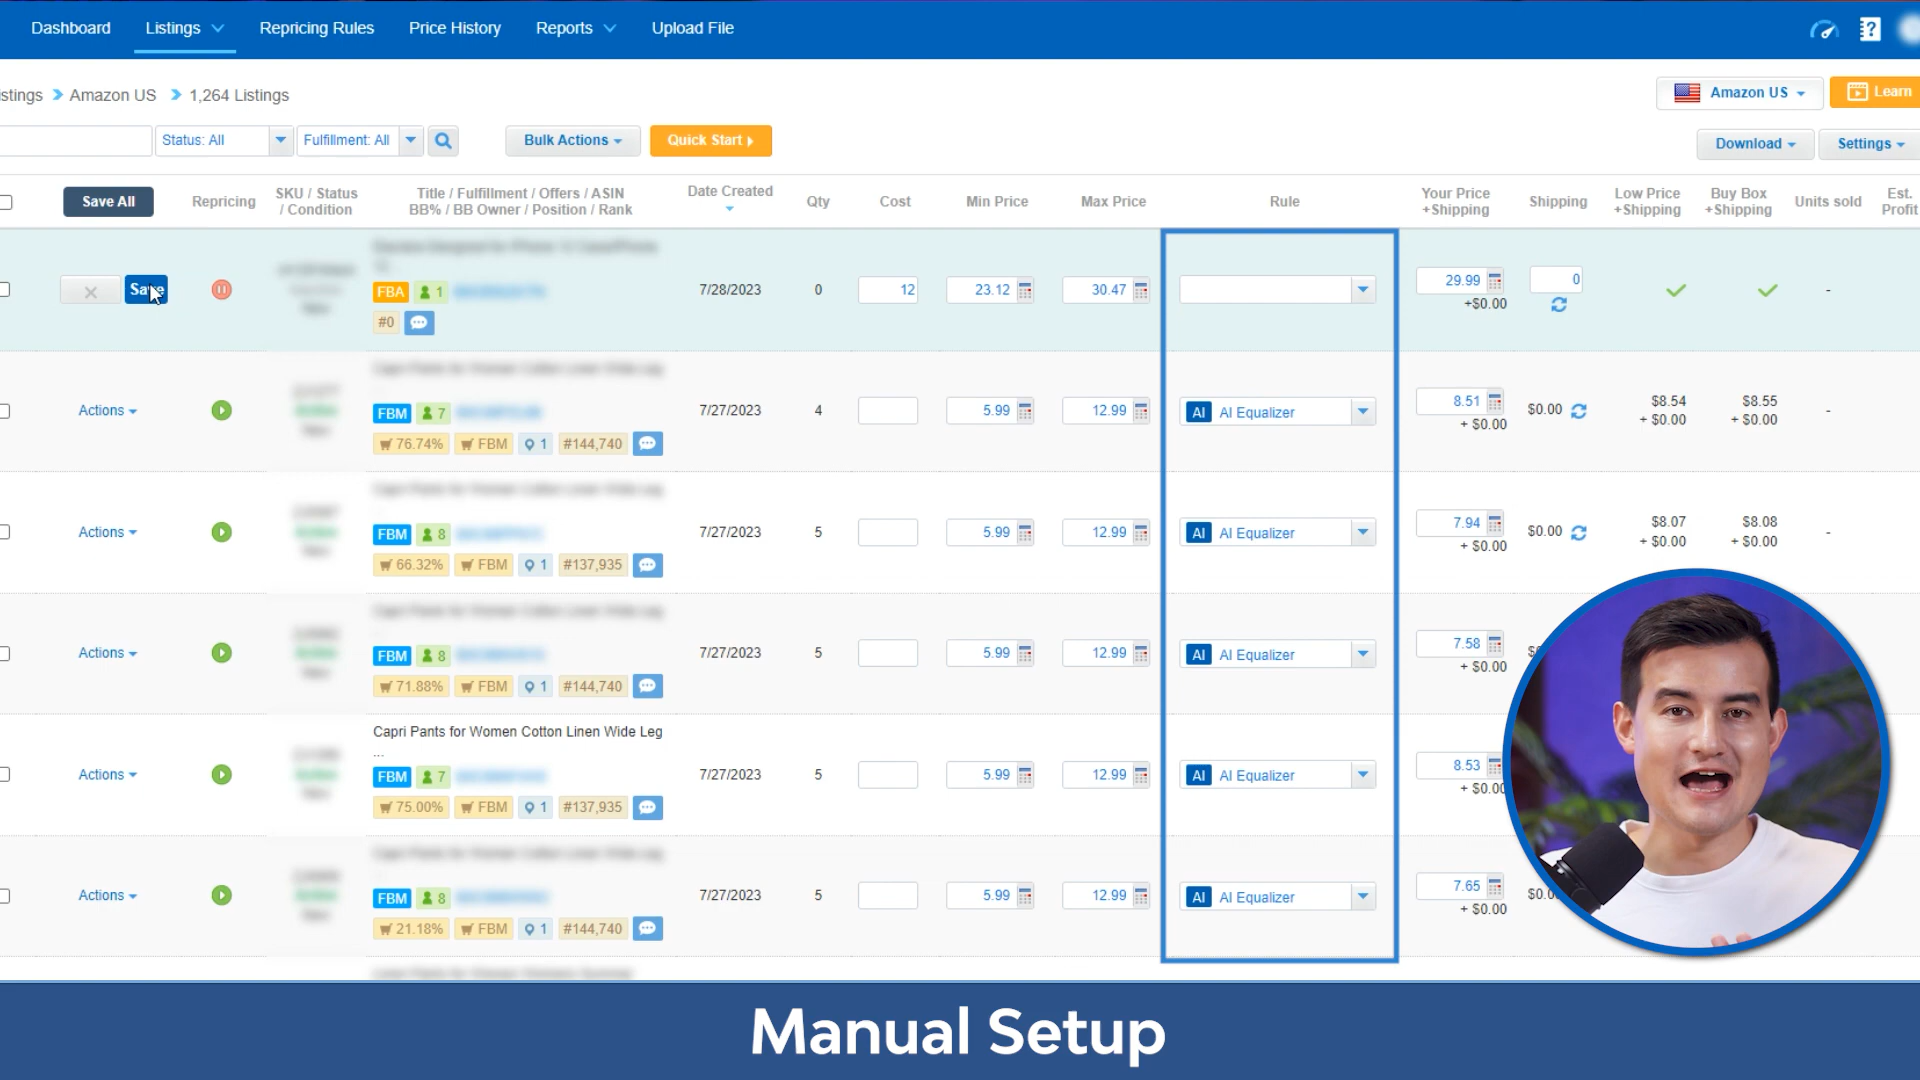 Dashboard Listings Repricing Rules Price History Reports Upload File
istings Amazon US 1,264 Listings
Amazon US Learn
Status: All Fulfillment: All Bulk Actions Quick Start
Download Settings
Save All Repricing SKU / Status / Condition Title / Fulfillment / Offers / ASIN BB% / BB Owner / Position / Rank Date Created Qty Cost Min Price Max Price Rule Your Price +Shipping Shipping Low Price +Shipping Buy Box +Shipping Units sold Est. Profit
Save FBA 1 7/28/2023 0 12 23.12 30.47 29.99 0 -
+$0.00
#0
Actions FBM 7 7/27/2023 4 5.99 12.99 AI AI Equalizer 8.51 $0.00 $8.54 $8.55 -
+ $0.00 + $0.00 + $0.00
76.74% FBM 1 #144,740
Actions FBM 8 7/27/2023 5 5.99 12.99 AI AI Equalizer 7.94 $0.00 $8.07 $8.08 -
+ $0.00 + $0.00 + $0.00
66.32% FBM 1 #137,935
Actions FBM 8 7/27/2023 5 5.99 12.99 AI AI Equalizer 7.58
+ $0.00
71.88% FBM 1 #144,740
Capri Pants for Women Cotton Linen Wide Leg
...
Actions FBM 7 7/27/2023 5 5.99 12.99 AI AI Equalizer 8.53
+ $0.00
75.00% FBM 1 #137,935
Actions FBM 8 7/27/2023 5 5.99 12.99 AI AI Equalizer 7.65
+ $0.00
21.18% FBM 1 #144,740
Manual Setup